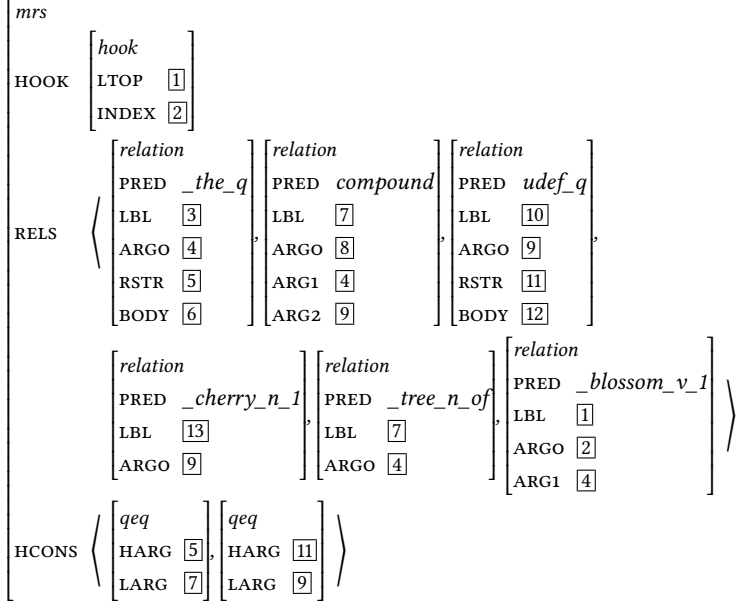 mrs
HOOK hook
LTOP 1
INDEX 2
RELS ⟨ relation relation relation
PRED _the_q PRED compound PRED udef_q
LBL 3 LBL 7 LBL 10
ARG0 4 , ARG0 8 , ARG0 9 ,
RSTR 5 ARG1 4 RSTR 11
BODY 6 ARG2 9 BODY 12
relation relation relation
PRED _cherry_n_1 PRED _tree_n_of PRED _blossom_v_1
LBL 13 , LBL 7 , LBL 1 ⟩
ARG0 9 ARG0 4 ARG0 2
ARG1 4
HCONS ⟨ qeq qeq
HARG 5 , HARG 11 ⟩
LARG 7 LARG 9